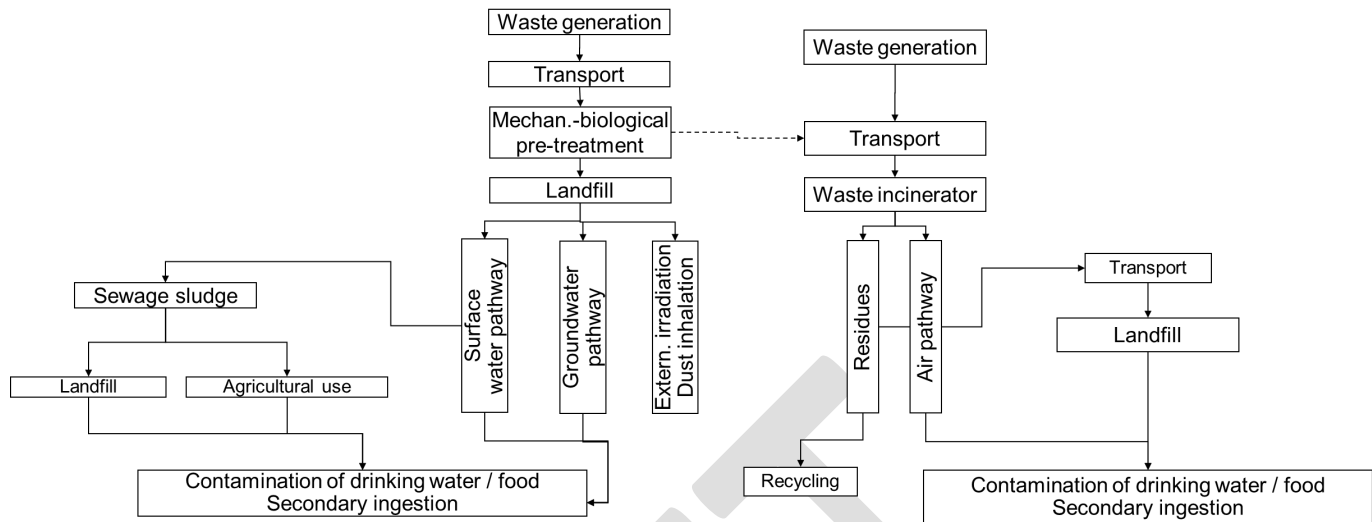 Waste generation
Transport
Mechan.-biological
pre-treatment
Landfill
Surface
water pathway
Groundwater
pathway
Extern. irradiation
Dust inhalation
Sewage sludge
Landfill
Agricultural use
Contamination of drinking water / food
Secondary ingestion
Waste generation
Transport
Waste incinerator
Residues
Air pathway
Transport
Landfill
Recycling
Contamination of drinking water / food
Secondary ingestion